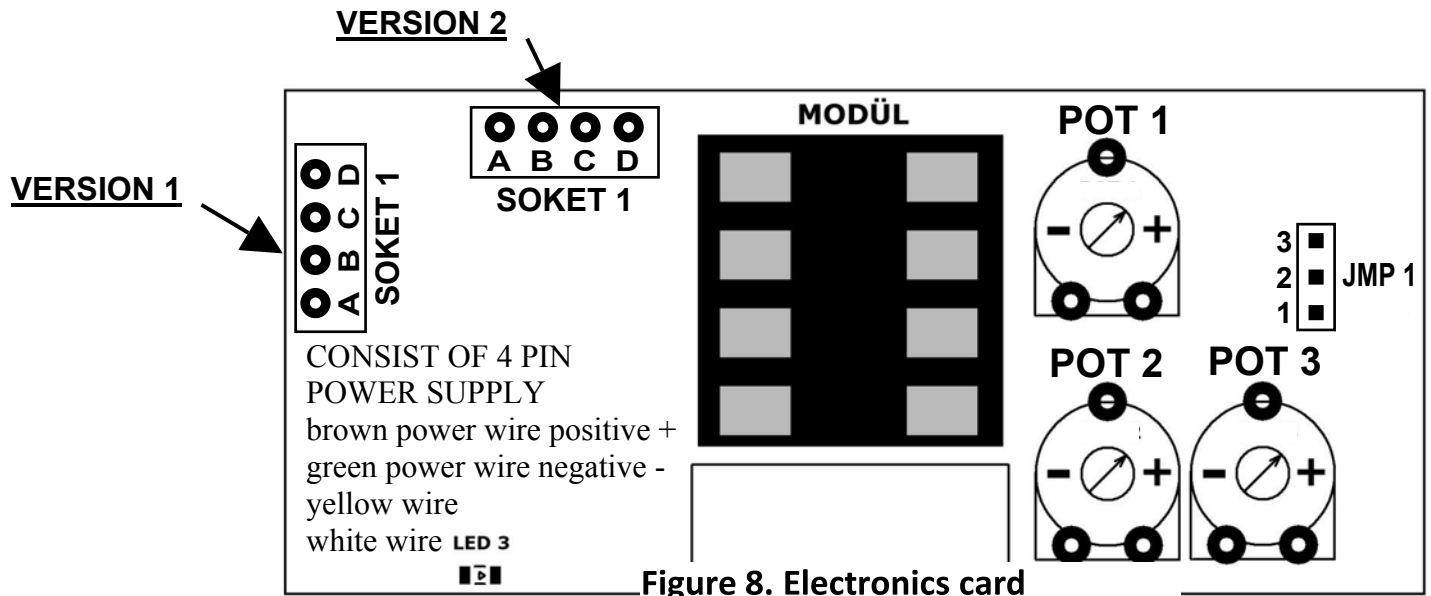 VERSION 2
VERSION 1
A B C D
SOKET 1
A B C D
SOKET 1
MODÜL
POT 1
- +
3
2
1
JMP 1
CONSIST OF 4 PIN
POWER SUPPLY
brown power wire positive +
green power wire negative -
yellow wire
white wire
LED 3
POT 2
- +
POT 3
- +
Figure 8. Electronics card